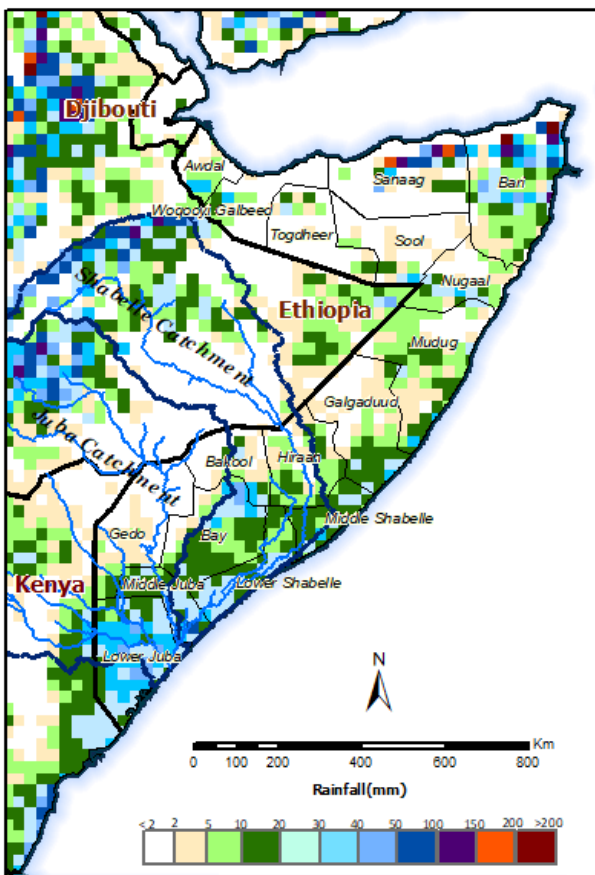 Djibouti
Awdal
Sanaag
Bari
Woqooyi Galbeed
Togdheer
Sool
Nugaal
Shabelle Catchment
Ethiopia
Mudug
Galgaduud
Juba Catchment
Bakool
Hiraan
Middle Shabelle
Gedo
Bay
Kenya
Middle Juba
Lower Shabelle
Lower Juba
N
Km
0 100 200 400 600 800
Rainfall(mm)
<2 2 5 10 20 30 40 50 100 150 200 >200